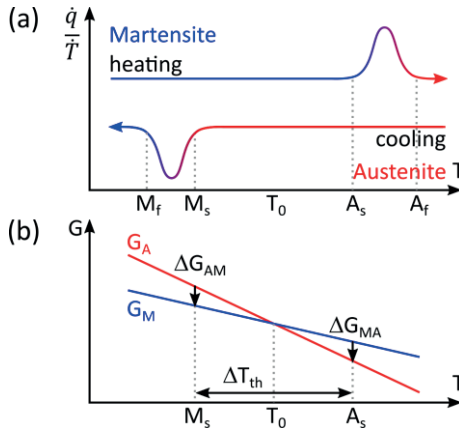 (a)
q̇
Ṫ
Martensite
heating
cooling
Austenite
T
M_f M_s T_0 A_s A_f
(b)
G
G_A
ΔG_AM
G_M
ΔG_MA
ΔT_th
T
M_s T_0 A_s